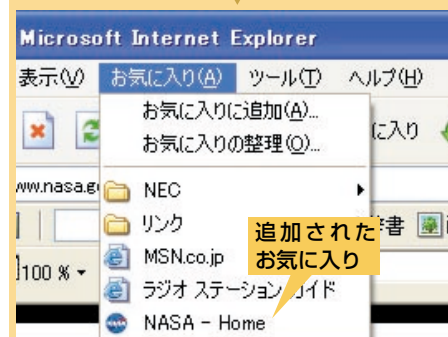 Microsoft Internet Explorer
表示(V) お気に入り(A) ツール(T) ヘルプ(H)
お気に入りに追加(A)...
お気に入りの整理(O)...
に入り
ww.nasa.g
NEC
リンク
書
追加された
お気に入り
MSN.co.jp
100 %
ラジオ ステーション ガイド
NASA - Home